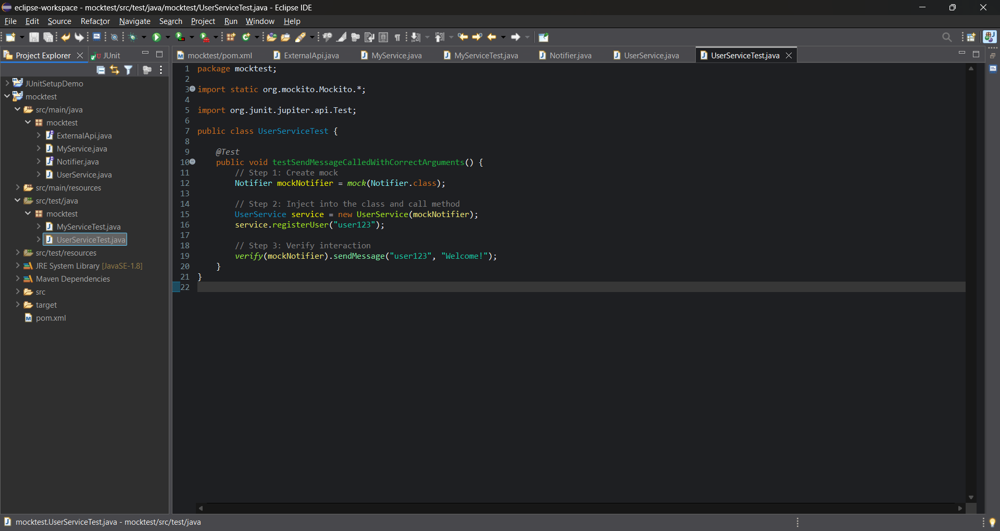 eclipse-workspace - mocktest/src/test/java/mocktest/UserServiceTest.java - Eclipse IDE
File Edit Source Refactor Navigate Search Project Run Window Help
Project Explorer JUnit
JUnitSetupDemo
mocktest
src/main/java
mocktest
ExternalApi.java
MyService.java
Notifier.java
UserService.java
src/main/resources
src/test/java
mocktest
MyServiceTest.java
UserServiceTest.java
src/test/resources
JRE System Library [JavaSE-1.8]
Maven Dependencies
src
target
pom.xml
mocktest/pom.xml ExternalApi.java MyService.java MyServiceTest.java Notifier.java UserService.java UserServiceTest.java
1 package mocktest;
2
3 import static org.mockito.Mockito.*;
4
5 import org.junit.jupiter.api.Test;
6
7 public class UserServiceTest {
8
9 @Test
10 public void testSendMessageCalledWithCorrectArguments() {
11 // Step 1: Create mock
12 Notifier mockNotifier = mock(Notifier.class);
13
14 // Step 2: Inject into the class and call method
15 UserService service = new UserService(mockNotifier);
16 service.registerUser("user123");
17
18 // Step 3: Verify interaction
19 verify(mockNotifier).sendMessage("user123", "Welcome!");
20 }
21 }
22
mocktest.UserServiceTest.java - mocktest/src/test/java